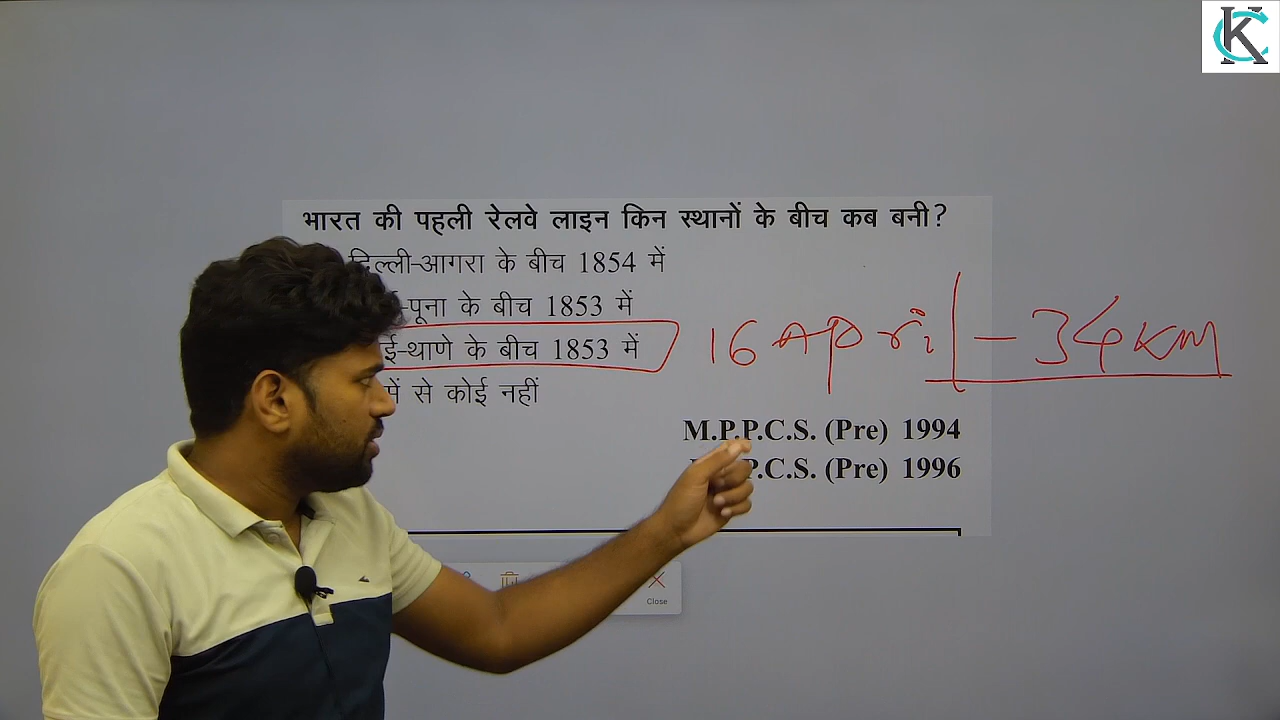 भारत की पहली रेलवे लाइन किन स्थानों के बीच कब बनी?
दिल्ली-आगरा के बीच 1854 में
-पूना के बीच 1853 में
ई-थाणे के बीच 1853 में
में से कोई नहीं
16 April - 34 KM
M.P.P.C.S. (Pre) 1994
P.C.S. (Pre) 1996
Close
KC